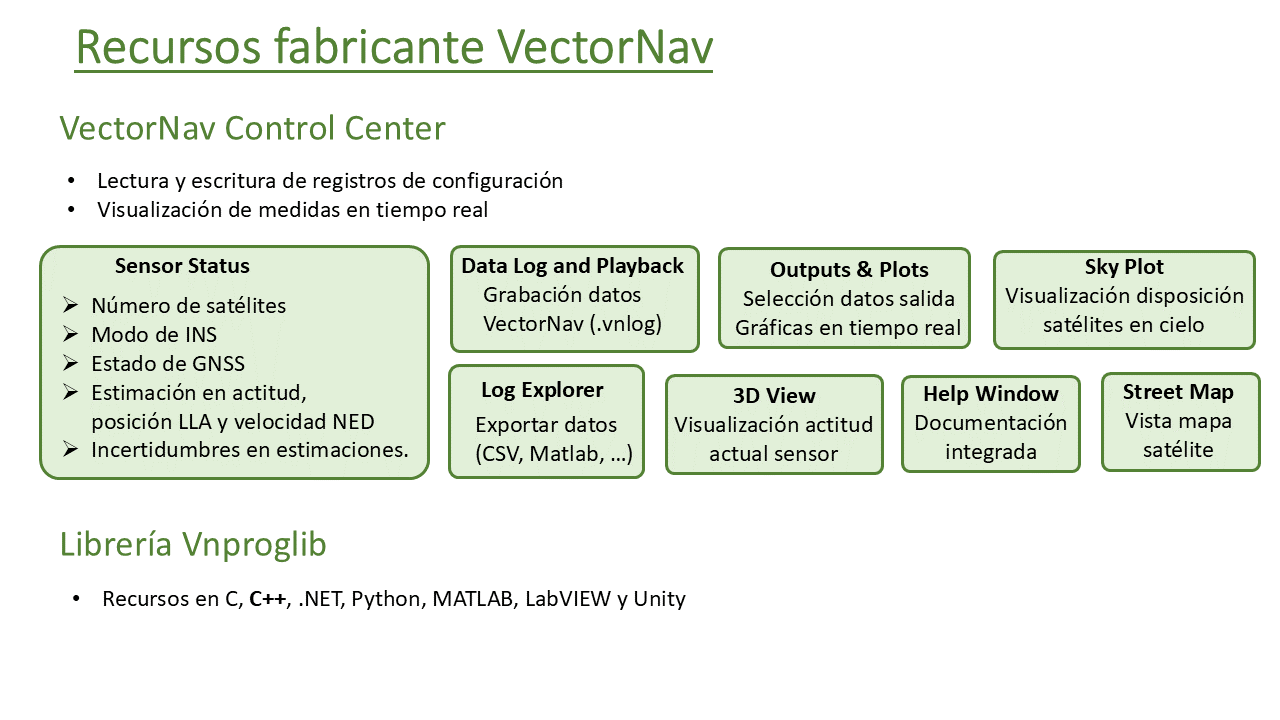 Recursos fabricante VectorNav
VectorNav Control Center
• Lectura y escritura de registros de configuración
• Visualización de medidas en tiempo real
Sensor Status
➢ Número de satélites
➢ Modo de INS
➢ Estado de GNSS
➢ Estimación en actitud,
posición LLA y velocidad NED
➢ Incertidumbres en estimaciones.
Data Log and Playback
Grabación datos
VectorNav (.vnlog)
Outputs & Plots
Selección datos salida
Gráficas en tiempo real
Sky Plot
Visualización disposición
satélites en cielo
Log Explorer
Exportar datos
(CSV, Matlab, ...)
3D View
Visualización actitud
actual sensor
Help Window
Documentación
integrada
Street Map
Vista mapa
satélite
Librería Vnproglib
• Recursos en C, C++, .NET, Python, MATLAB, LabVIEW y Unity